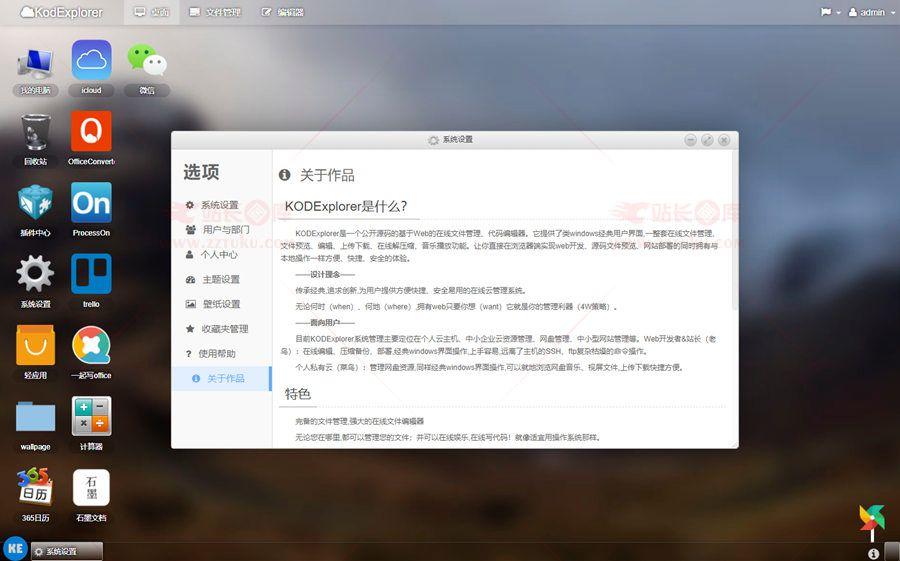 KodExplorer
桌面
文件管理
编辑器
admin
我的电脑
icloud
微信
回收站
OfficeConverte
插件中心
ProcessOn
On
系统设置
trello
轻应用
一起写office
wallpage
计算器
365
日历
365日历
石墨
石墨文档
系统设置
选项
系统设置
用户与部门
个人中心
主题设置
壁纸设置
收藏夹管理
使用帮助
关于作品
关于作品
KODExplorer是什么?
KODExplorer是一个公开源码的基于Web的在线文件管理、代码编辑器。它提供了类windows经典用户界面,一整套在线文件管理、
文件预览、编辑、上传下载、在线解压缩、音乐播放功能。让你直接在浏览器端实现web开发、源码文件预览、网站部署的同时拥有与
本地操作一样方便、快捷、安全的体验。
——设计理念——
传承经典,追求创新,为用户提供方便快捷、安全易用的在线云管理系统。
无论何时（when）、何地（where）,拥有web只要你想（want）它就是你的管理利器（4W策略）。
——面向用户——
目前KODExplorer系统管理主要定位在个人云主机、中小企业云资源管理、网盘管理、中小型网站管理等。Web开发者&站长（老
鸟）：在线编辑、压缩备份、部署,经典windows界面操作,上手容易,远离了主机的SSH、ftp复杂枯燥的命令操作。
个人私有云（菜鸟）：管理网盘资源,同样经典windows界面操作,可以就地浏览网盘音乐、视屏文件,上传下载快捷方便。
特色
完备的文件管理,强大的在线文件编辑器
无论您在哪里,都可以管理您的文件；并可以在线娱乐,在线写代码！就像适宜用操作系统那样。
站长图库
www.zztuku.com
站长图库
KE
系统设置